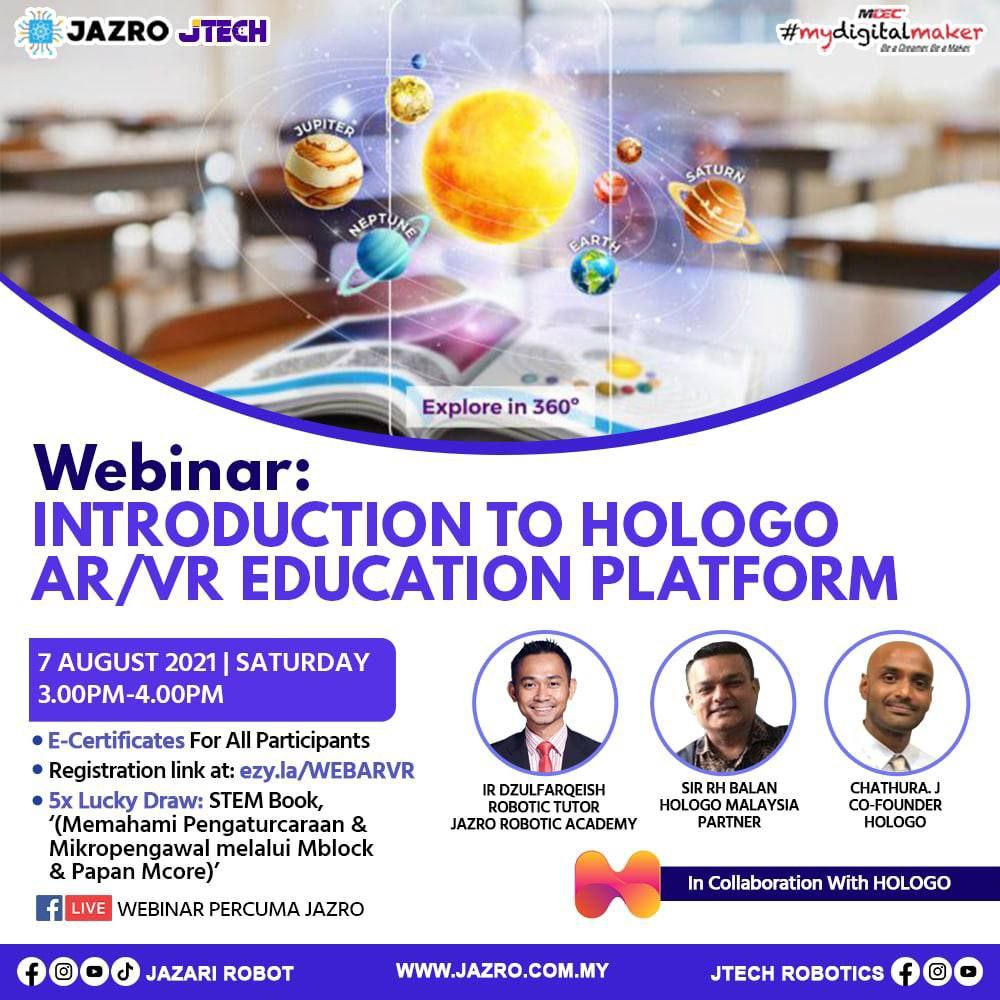 JAZRO JTECH
MDEC
#mydigitalmaker
Be a Dreamer. Be a Maker.
JUPITER
SATURN
NEPTUNE
EARTH
Explore in 360°
Webinar:
INTRODUCTION TO HOLOGO
AR/VR EDUCATION PLATFORM
7 AUGUST 2021 | SATURDAY
3.00PM-4.00PM
• E-Certificates For All Participants
• Registration link at: ezy.la/WEBARVR
• 5x Lucky Draw: STEM Book,
‘(Memahami Pengaturcaraan &
Mikropengawal melalui Mblock
& Papan Mcore)’
LIVE WEBINAR PERCUMA JAZRO
IR DZULFARQEISH
ROBOTIC TUTOR
JAZRO ROBOTIC ACADEMY
SIR RH BALAN
HOLOGO MALAYSIA
PARTNER
CHATHURA. J
CO-FOUNDER
HOLOGO
In Collaboration With HOLOGO
JAZARI ROBOT
WWW.JAZRO.COM.MY
JTECH ROBOTICS